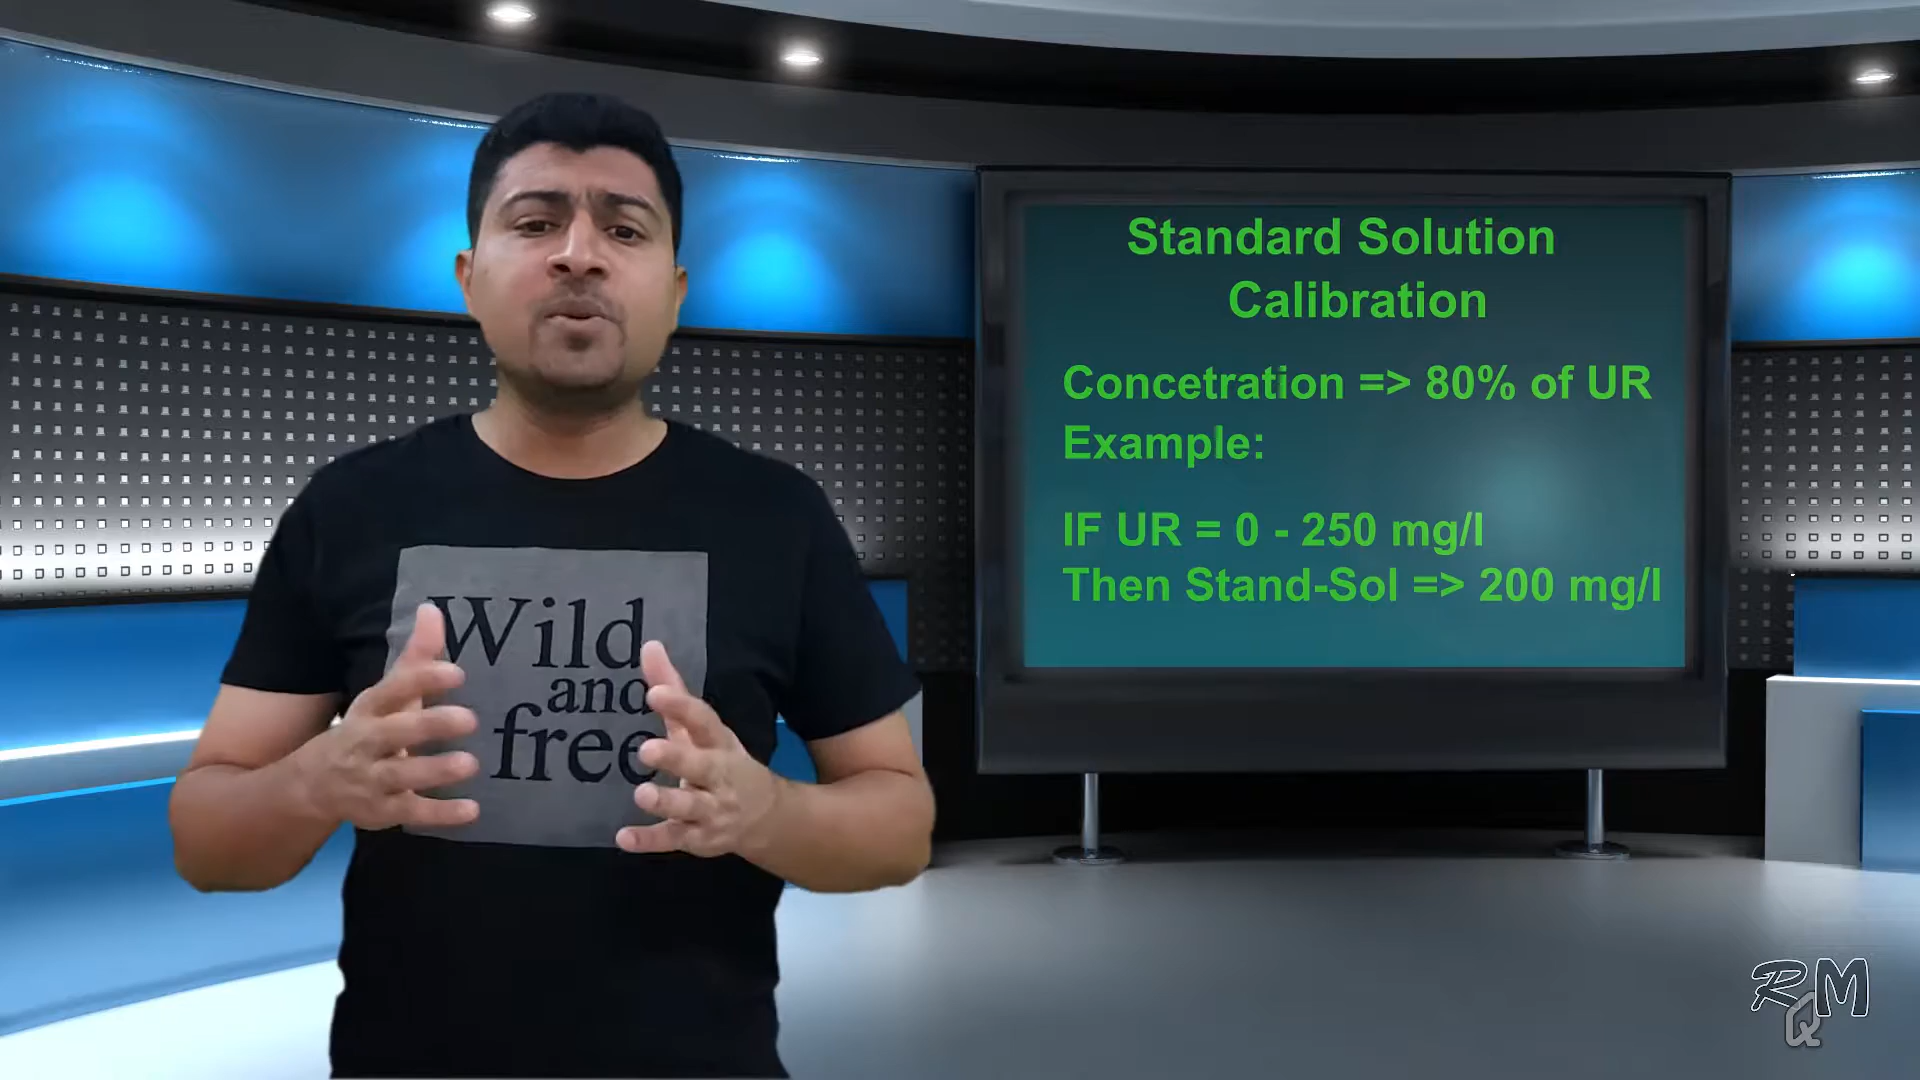 Standard Solution
Calibration
Concetration => 80% of UR
Example:
IF UR = 0 - 250 mg/l
Then Stand-Sol => 200 mg/l
Wild
and
free
RQM